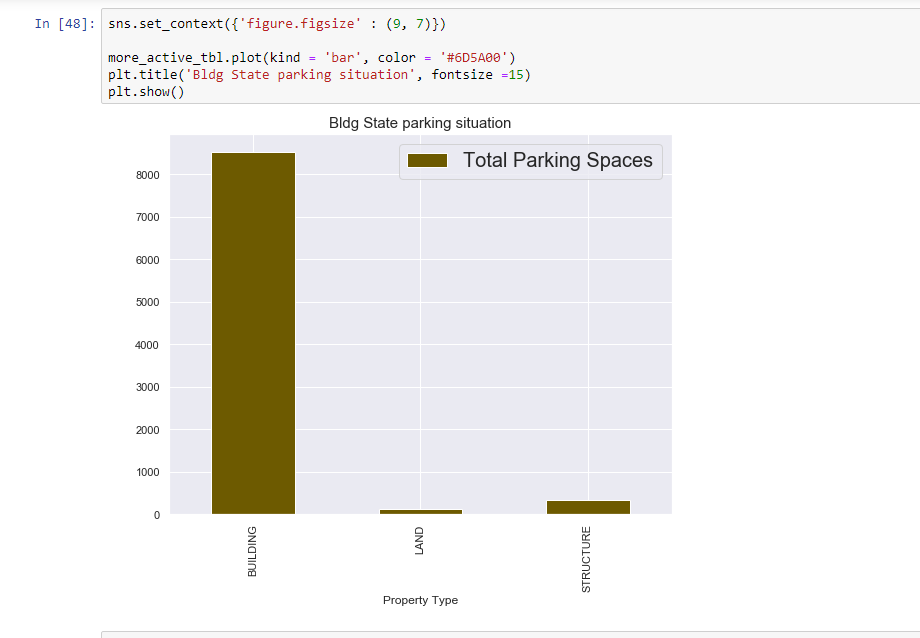 In [48]: sns.set_context({'figure.figsize' : (9, 7)})
more_active_tbl.plot(kind = 'bar', color = '#6D5A00')
plt.title('Bldg State parking situation', fontsize =15)
plt.show()
Bldg State parking situation
Total Parking Spaces
8000
7000
6000
5000
4000
3000
2000
1000
0
BUILDING
LAND
STRUCTURE
Property Type